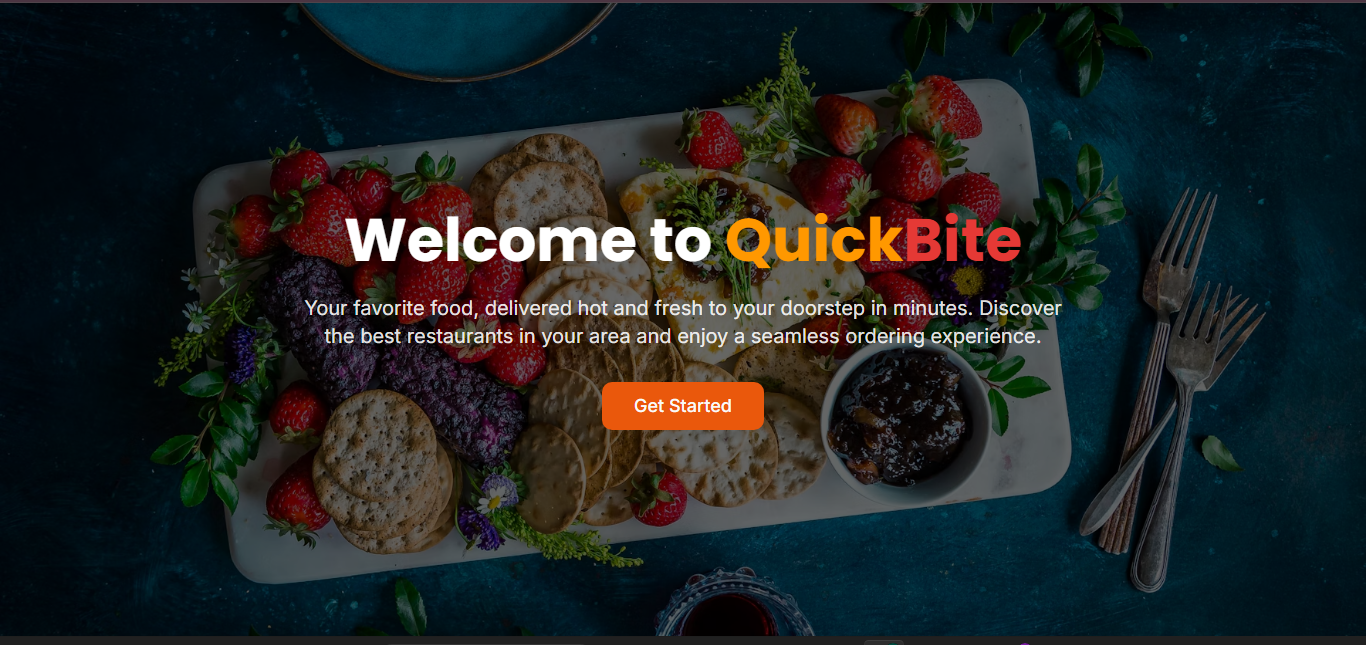 Welcome to QuickBite
Your favorite food, delivered hot and fresh to your doorstep in minutes. Discover
the best restaurants in your area and enjoy a seamless ordering experience.
Get Started